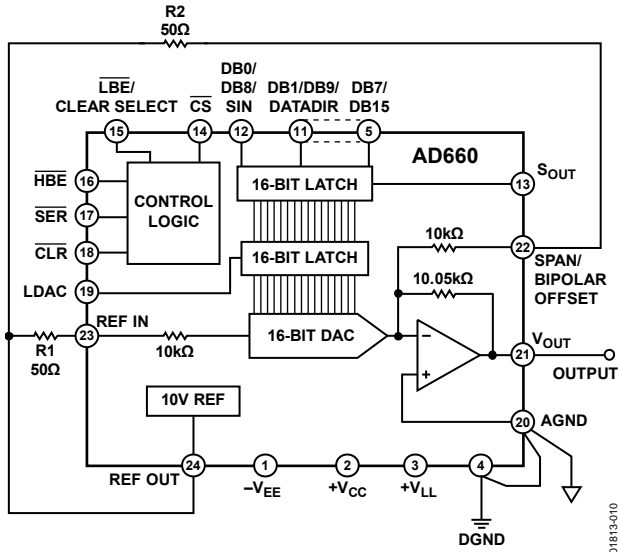 R2
50Ω
LBE/
CLEAR SELECT
CS
DB0/
DB8/
SIN
DB1/DB9/
DATADIR
DB7/
DB15
15
14
12
11
5
AD660
HBE
16
SER
17
CLR
18
LDAC
19
CONTROL
LOGIC
16-BIT LATCH
13
SOUT
10kΩ
22
SPAN/
BIPOLAR
OFFSET
16-BIT LATCH
10.05kΩ
REF IN
R1
50Ω
23
10kΩ
16-BIT DAC
–
+
VOUT
21
OUTPUT
10V REF
20
AGND
REF OUT
24
1
–VEE
2
+VCC
3
+VLL
4
DGND
01813-010